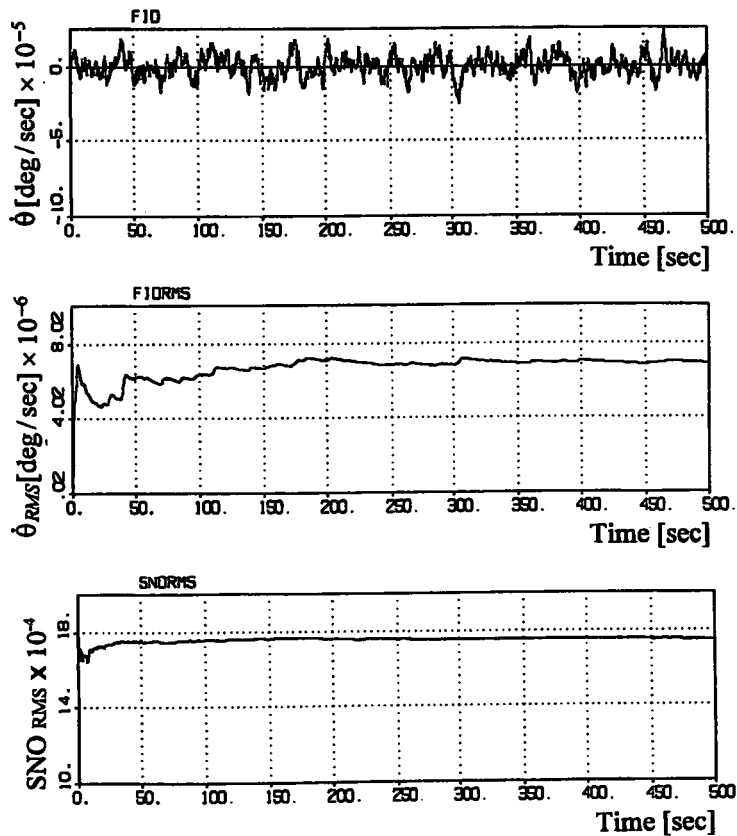 FIO
θ̇ [deg/sec] × 10⁻⁵
0.
-5.
-10.
0. 50. 100. 150. 200. 250. 300. 350. 400. 450. 500.
Time [sec]
FIORMS
θ̇RMS[deg/sec] × 10⁻⁶
8.02
4.02
.02
0. 50. 100. 150. 200. 250. 300. 350. 400. 450. 500.
Time [sec]
SNORMS
SNO RMS × 10⁻⁴
18.
14.
10.
0. 50. 100. 150. 200. 250. 300. 350. 400. 450. 500
Time [sec]